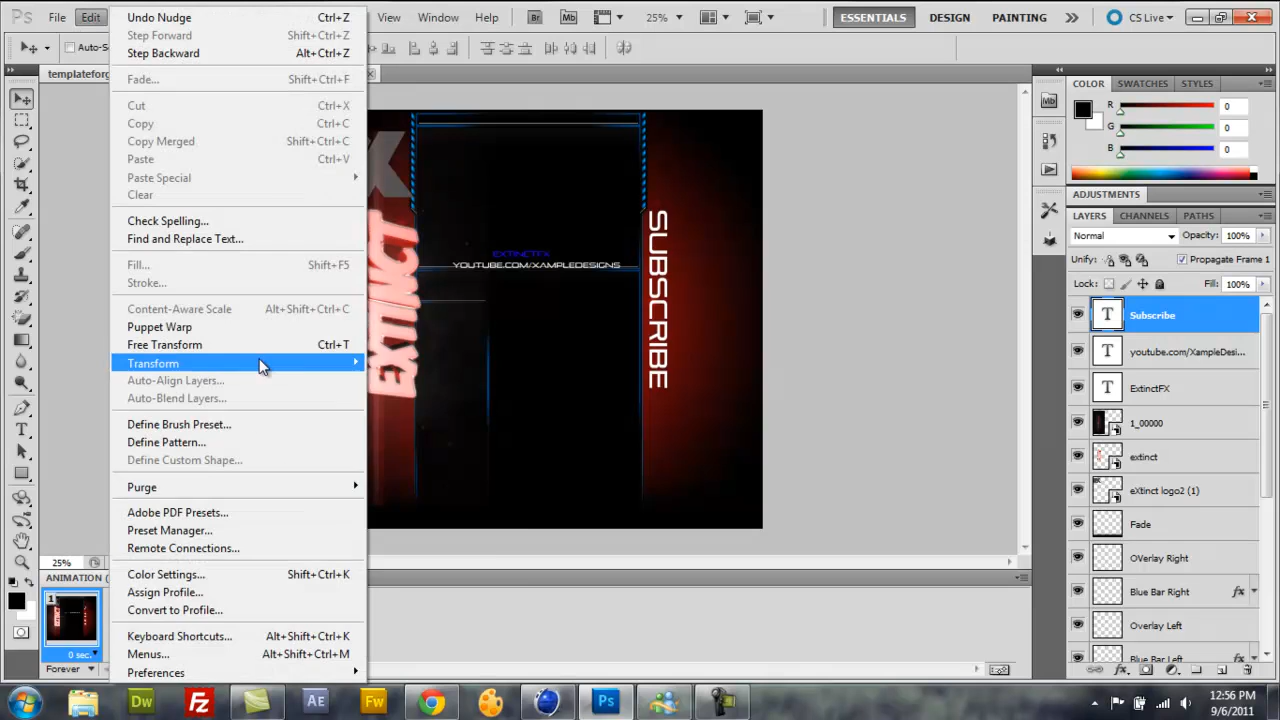 Ps File Edit View Window Help Br Mb 25% ESSENTIALS DESIGN PAINTING CS Live
templateforg
Undo Nudge Ctrl+Z
Step Forward Shift+Ctrl+Z
Step Backward Alt+Ctrl+Z
Fade... Shift+Ctrl+F
Cut Ctrl+X
Copy Ctrl+C
Copy Merged Shift+Ctrl+C
Paste Ctrl+V
Paste Special
Clear
Check Spelling...
Find and Replace Text...
Fill... Shift+F5
Stroke...
Content-Aware Scale Alt+Shift+Ctrl+C
Puppet Warp
Free Transform Ctrl+T
Transform
Auto-Align Layers...
Auto-Blend Layers...
Define Brush Preset...
Define Pattern...
Define Custom Shape...
Purge
Adobe PDF Presets...
Preset Manager...
Remote Connections...
Color Settings... Shift+Ctrl+K
Assign Profile...
Convert to Profile...
Keyboard Shortcuts... Alt+Shift+Ctrl+K
Menus... Alt+Shift+Ctrl+M
Preferences
X
EXTINCT
EXTINCTFX
YOUTUBE.COM/XAMPLEDESIGNS
SUBSCRIBE
25%
ANIMATION (
1
0 sec.
Forever
Mb
COLOR SWATCHES STYLES
R 0
G 0
B 0
ADJUSTMENTS
LAYERS CHANNELS PATHS
Normal Opacity: 100%
Unify: Propagate Frame 1
Lock: Fill: 100%
T Subscribe
T youtube.com/XampleDesi...
T ExtinctFX
1_00000
extinct
eXtinct logo2 (1)
Fade
OVerlay Right
Blue Bar Right fx
Overlay Left
Blue Bar Left
Dw Fz AE Fw Ps
12:56 PM
9/6/2011